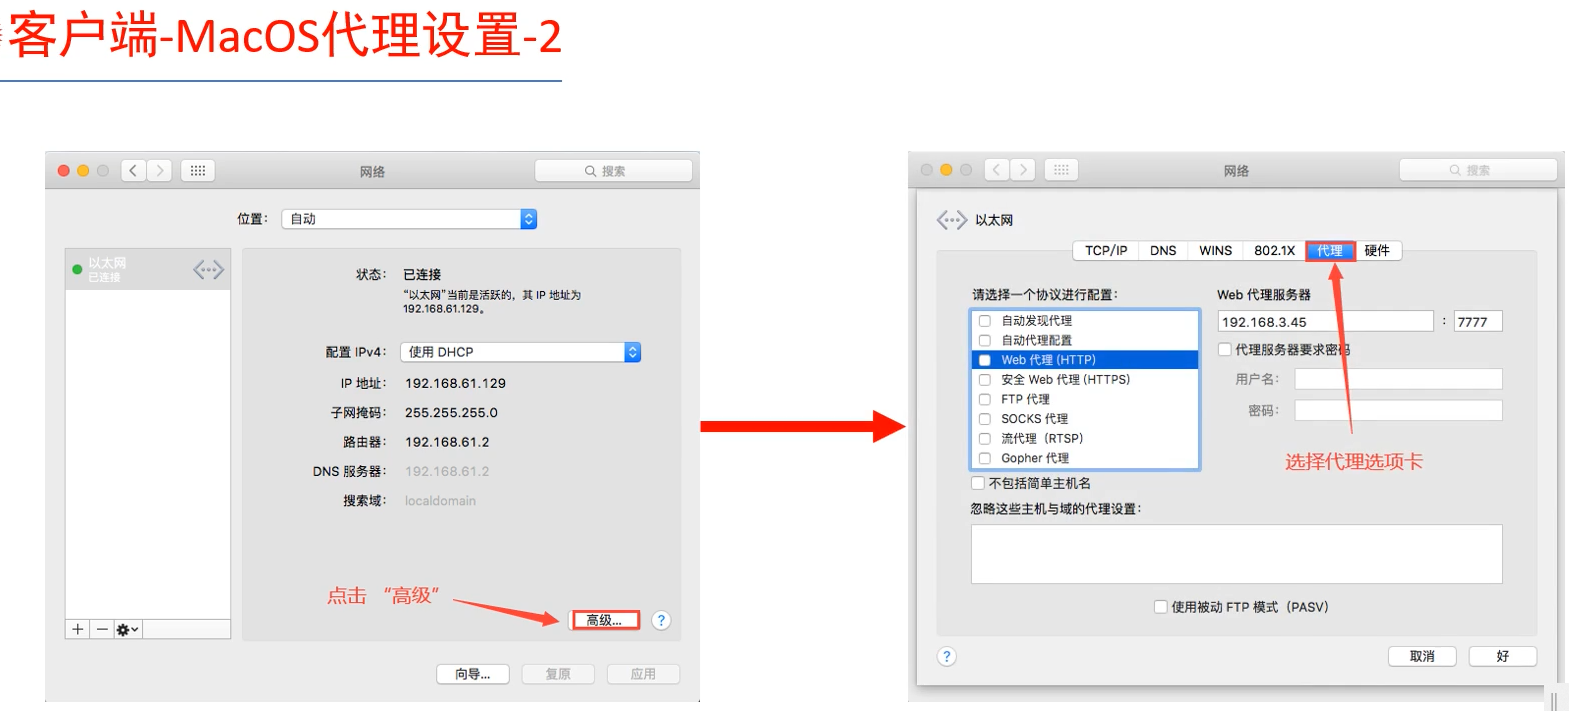 客户端-MacOS代理设置-2
网络
搜索
位置：
自动
以太网
已连接
状态：
已连接
“以太网”当前是活跃的，其 IP 地址为
192.168.61.129。
配置 IPv4：
使用 DHCP
IP 地址：
192.168.61.129
子网掩码：
255.255.255.0
路由器：
192.168.61.2
DNS 服务器：
192.168.61.2
搜索域：
localdomain
点击 “高级”
高级...
?
向导...
复原
应用
网络
搜索
以太网
TCP/IP
DNS
WINS
802.1X
代理
硬件
请选择一个协议进行配置：
自动发现代理
自动代理配置
Web 代理 (HTTP)
安全 Web 代理 (HTTPS)
FTP 代理
SOCKS 代理
流代理（RTSP）
Gopher 代理
Web 代理服务器
192.168.3.45 : 7777
代理服务器要求密码
用户名：
密码：
选择代理选项卡
不包括简单主机名
忽略这些主机与域的代理设置：
使用被动 FTP 模式（PASV）
?
取消
好